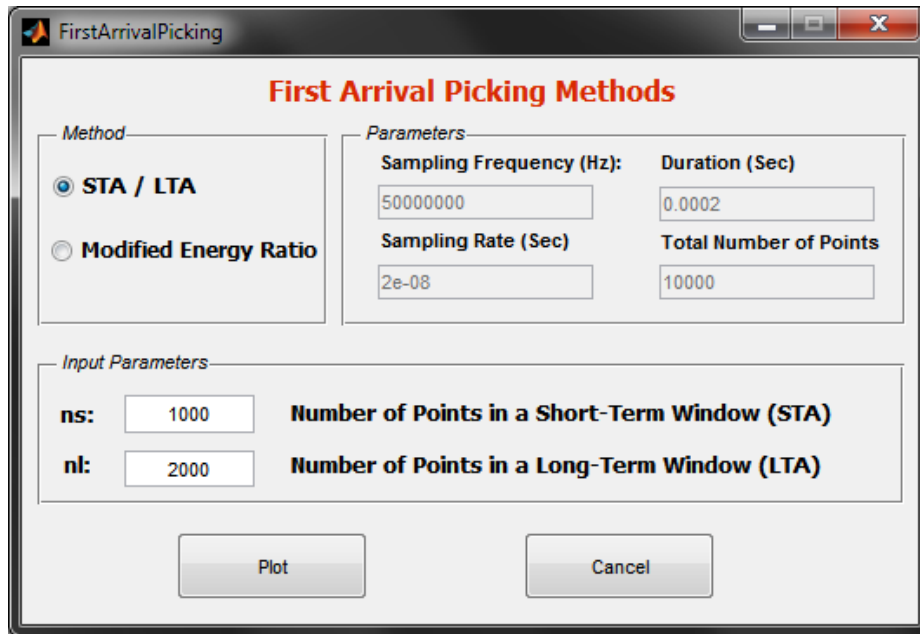 FirstArrivalPicking
First Arrival Picking Methods
Method
STA / LTA
Modified Energy Ratio
Parameters
Sampling Frequency (Hz):
50000000
Duration (Sec)
0.0002
Sampling Rate (Sec)
2e-08
Total Number of Points
10000
Input Parameters
ns: 1000 Number of Points in a Short-Term Window (STA)
nl: 2000 Number of Points in a Long-Term Window (LTA)
Plot Cancel